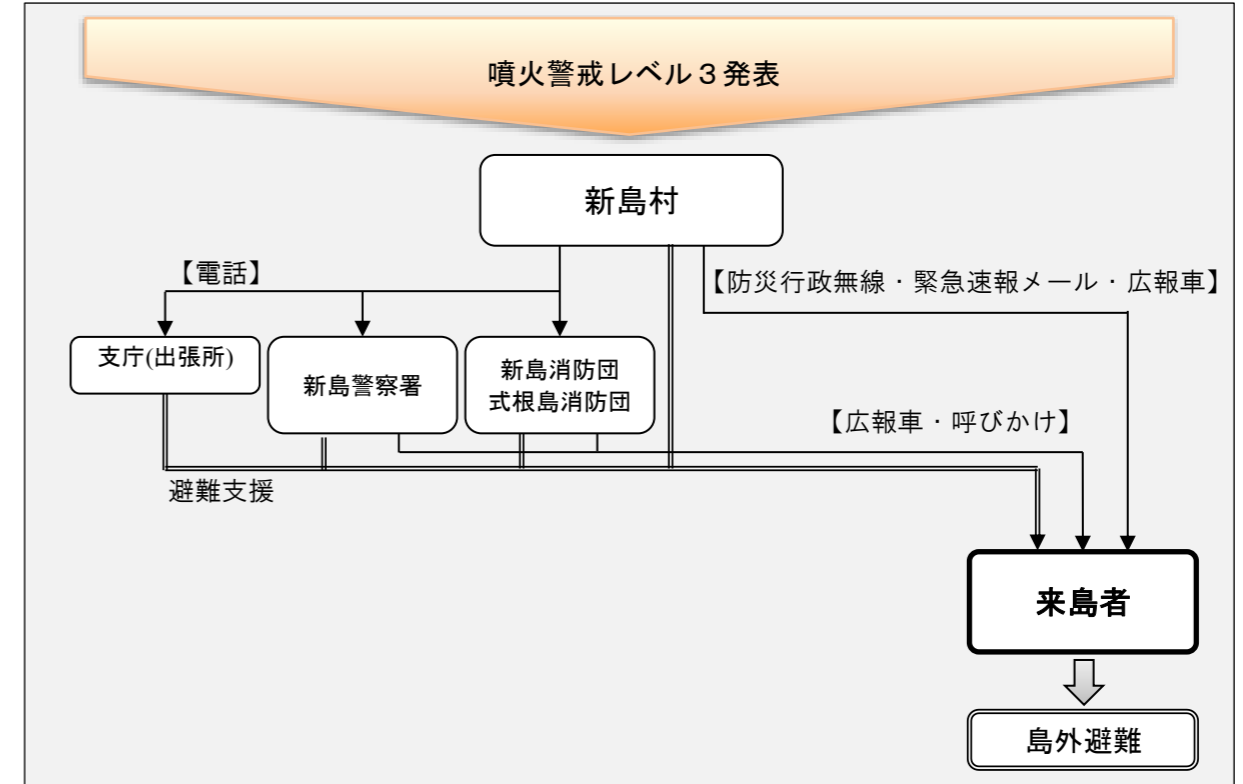 噴火警戒レベル３発表
新島村
【電話】
【防災行政無線・緊急速報メール・広報車】
支庁(出張所)
新島警察署
新島消防団
式根島消防団
【広報車・呼びかけ】
避難支援
来島者
島外避難